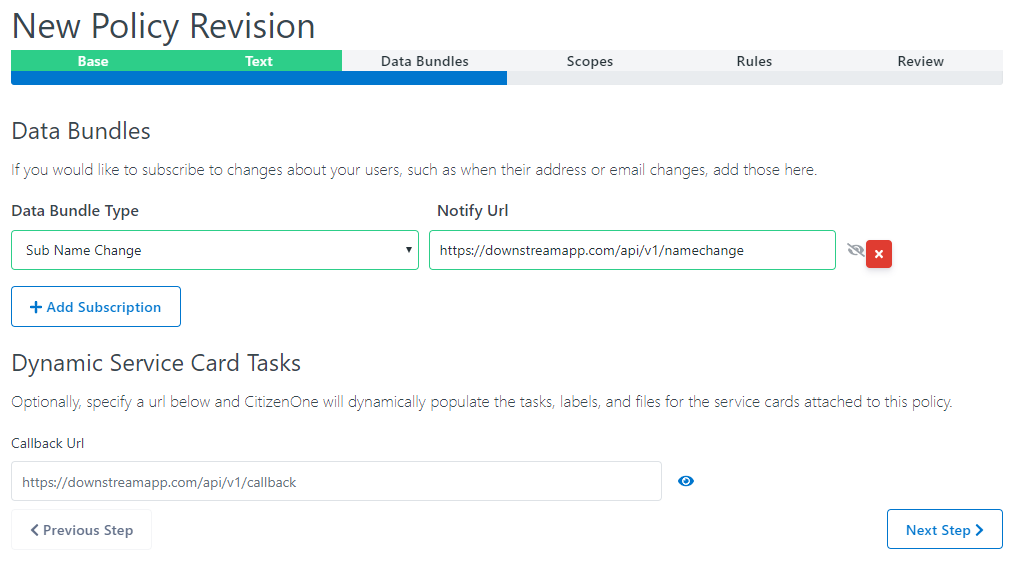 New Policy Revision
Base Text Data Bundles Scopes Rules Review
Data Bundles
If you would like to subscribe to changes about your users, such as when their address or email changes, add those here.
Data Bundle Type Notify Url
Sub Name Change https://downstreamapp.com/api/v1/namechange
Add Subscription
Dynamic Service Card Tasks
Optionally, specify a url below and CitizenOne will dynamically populate the tasks, labels, and files for the service cards attached to this policy.
Callback Url
https://downstreamapp.com/api/v1/callback
Previous Step Next Step